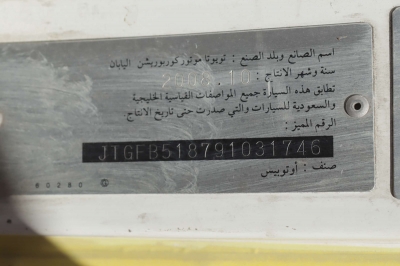 اسم الصانع وبلد الصنع : تويوتا موتور كوربوريشن اليابان
سنة وشهر الانتاج : 2008.10
تطابق هذه السيارة جميع المواصفات القياسية الخليجية
والسعودية للسيارات والتي صدرت حتى تاريخ الانتاج
الرقم المميز :
JTGFB518791031746
صنف : أوتوبيس
60260